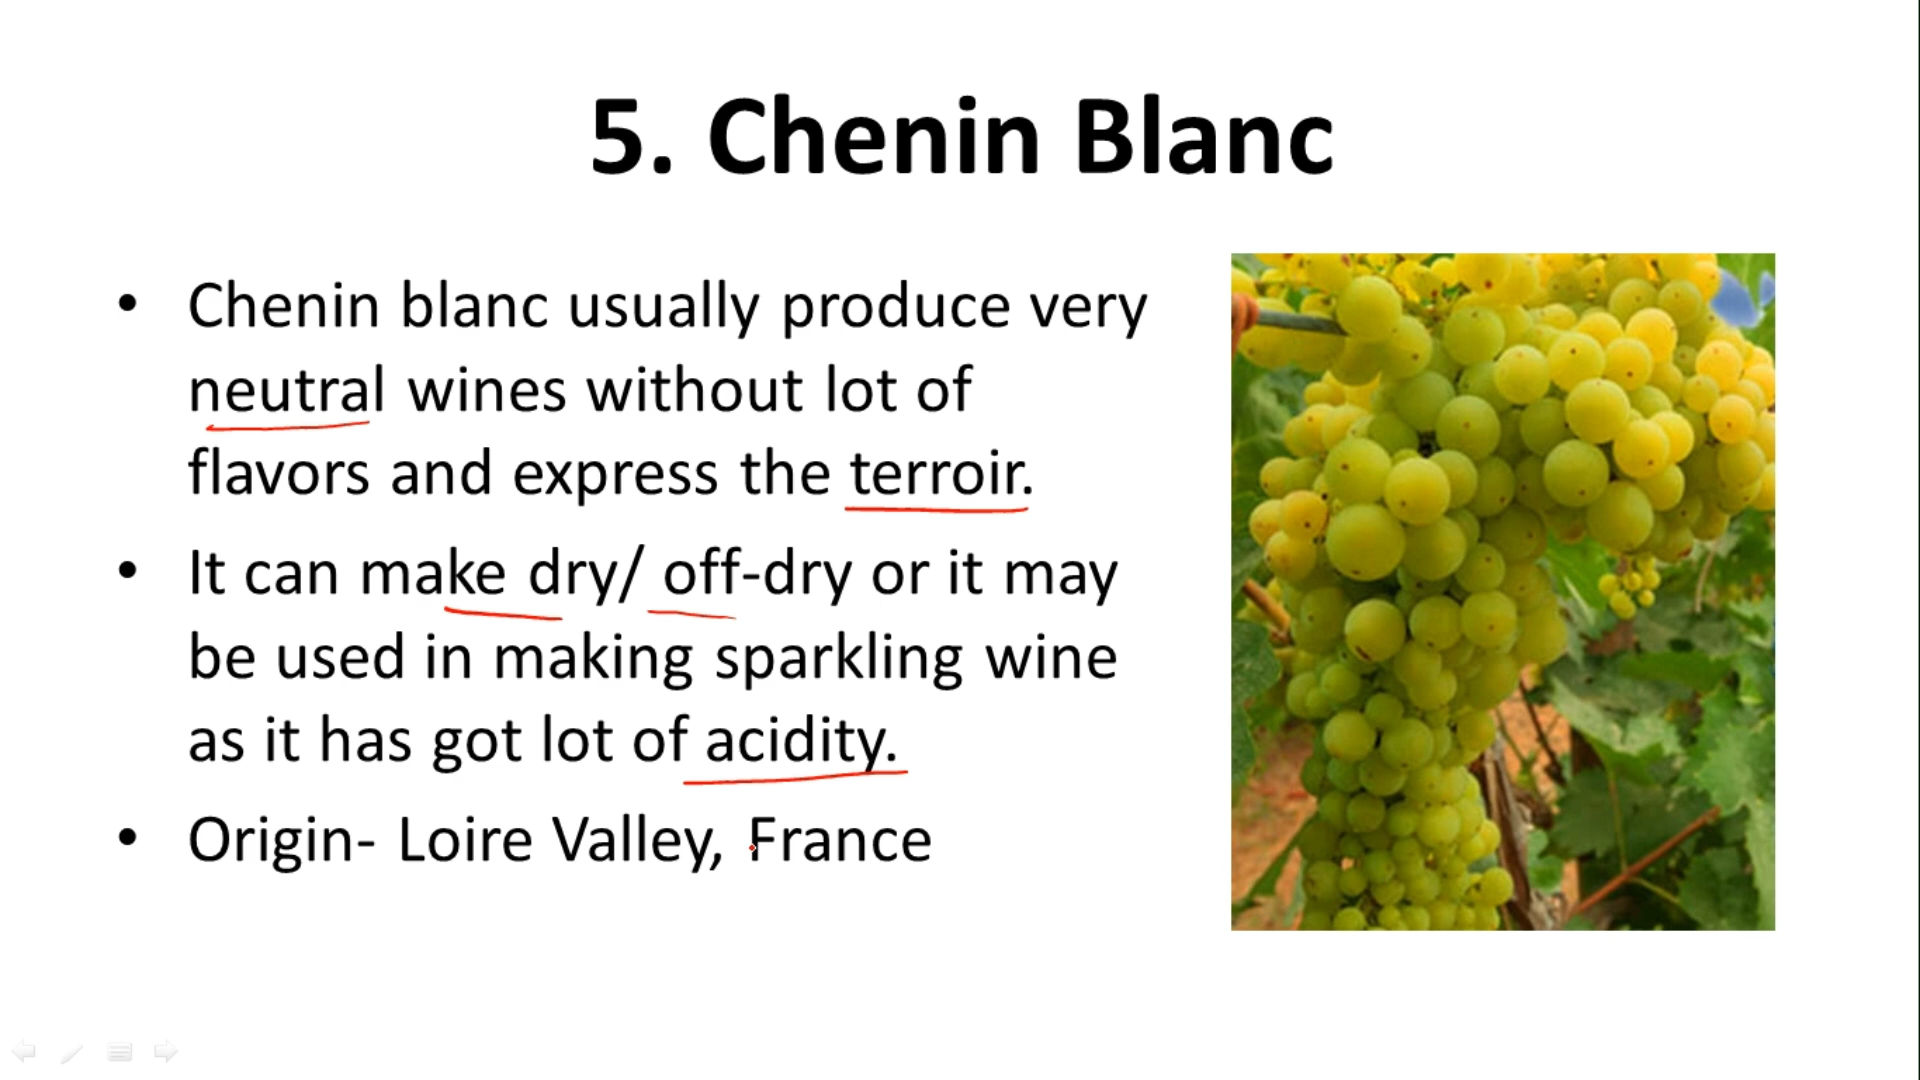 5. Chenin Blanc
• Chenin blanc usually produce very
neutral wines without lot of
flavors and express the terroir.
• It can make dry/ off-dry or it may
be used in making sparkling wine
as it has got lot of acidity.
• Origin- Loire Valley, France